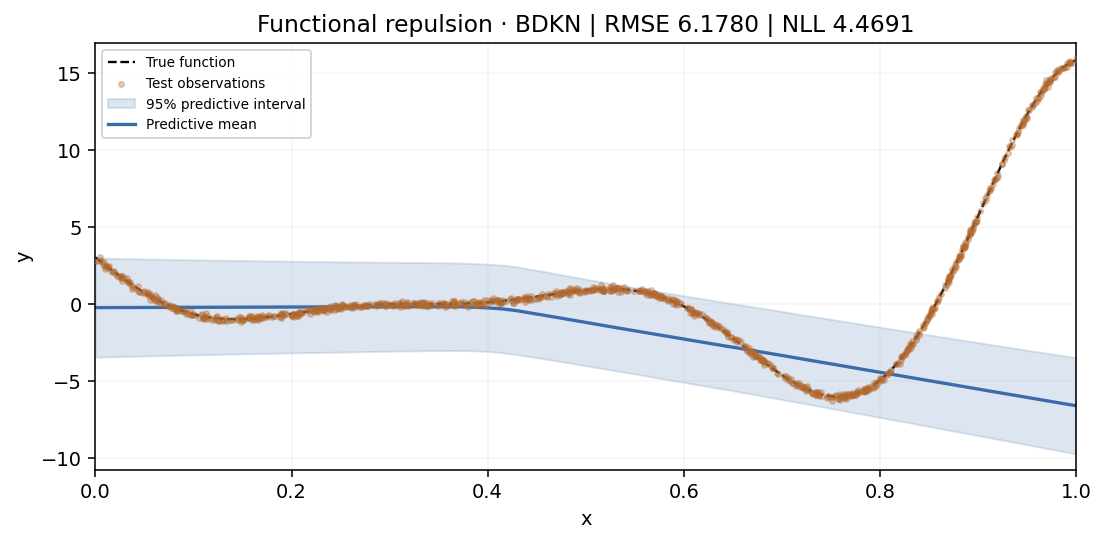 Functional repulsion · BDKN | RMSE 6.1780 | NLL 4.4691
True function
Test observations
95% predictive interval
Predictive mean
15
10
5
0
−5
−10
y
0.0 0.2 0.4 0.6 0.8 1.0
x